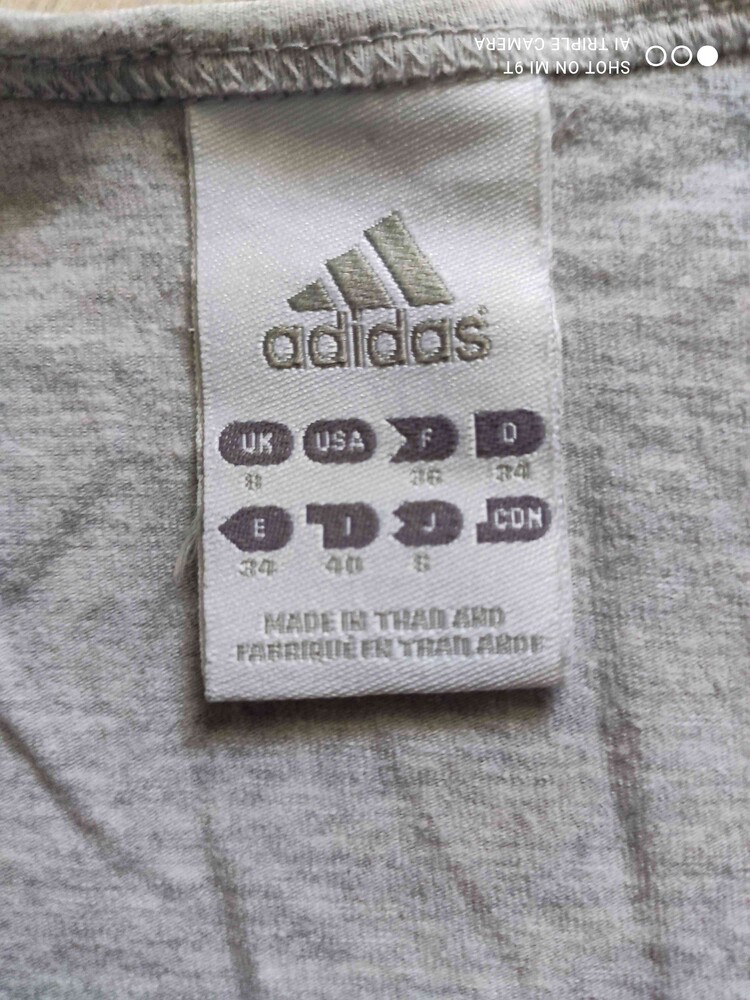 adidas®
UK USA F D
8 36 34
E I J CDN
34 40 S
MADE IN THAILAND
FABRIQUÉ EN THAILANDE
SHOT ON MI 9T
AI TRIPLE CAMERA